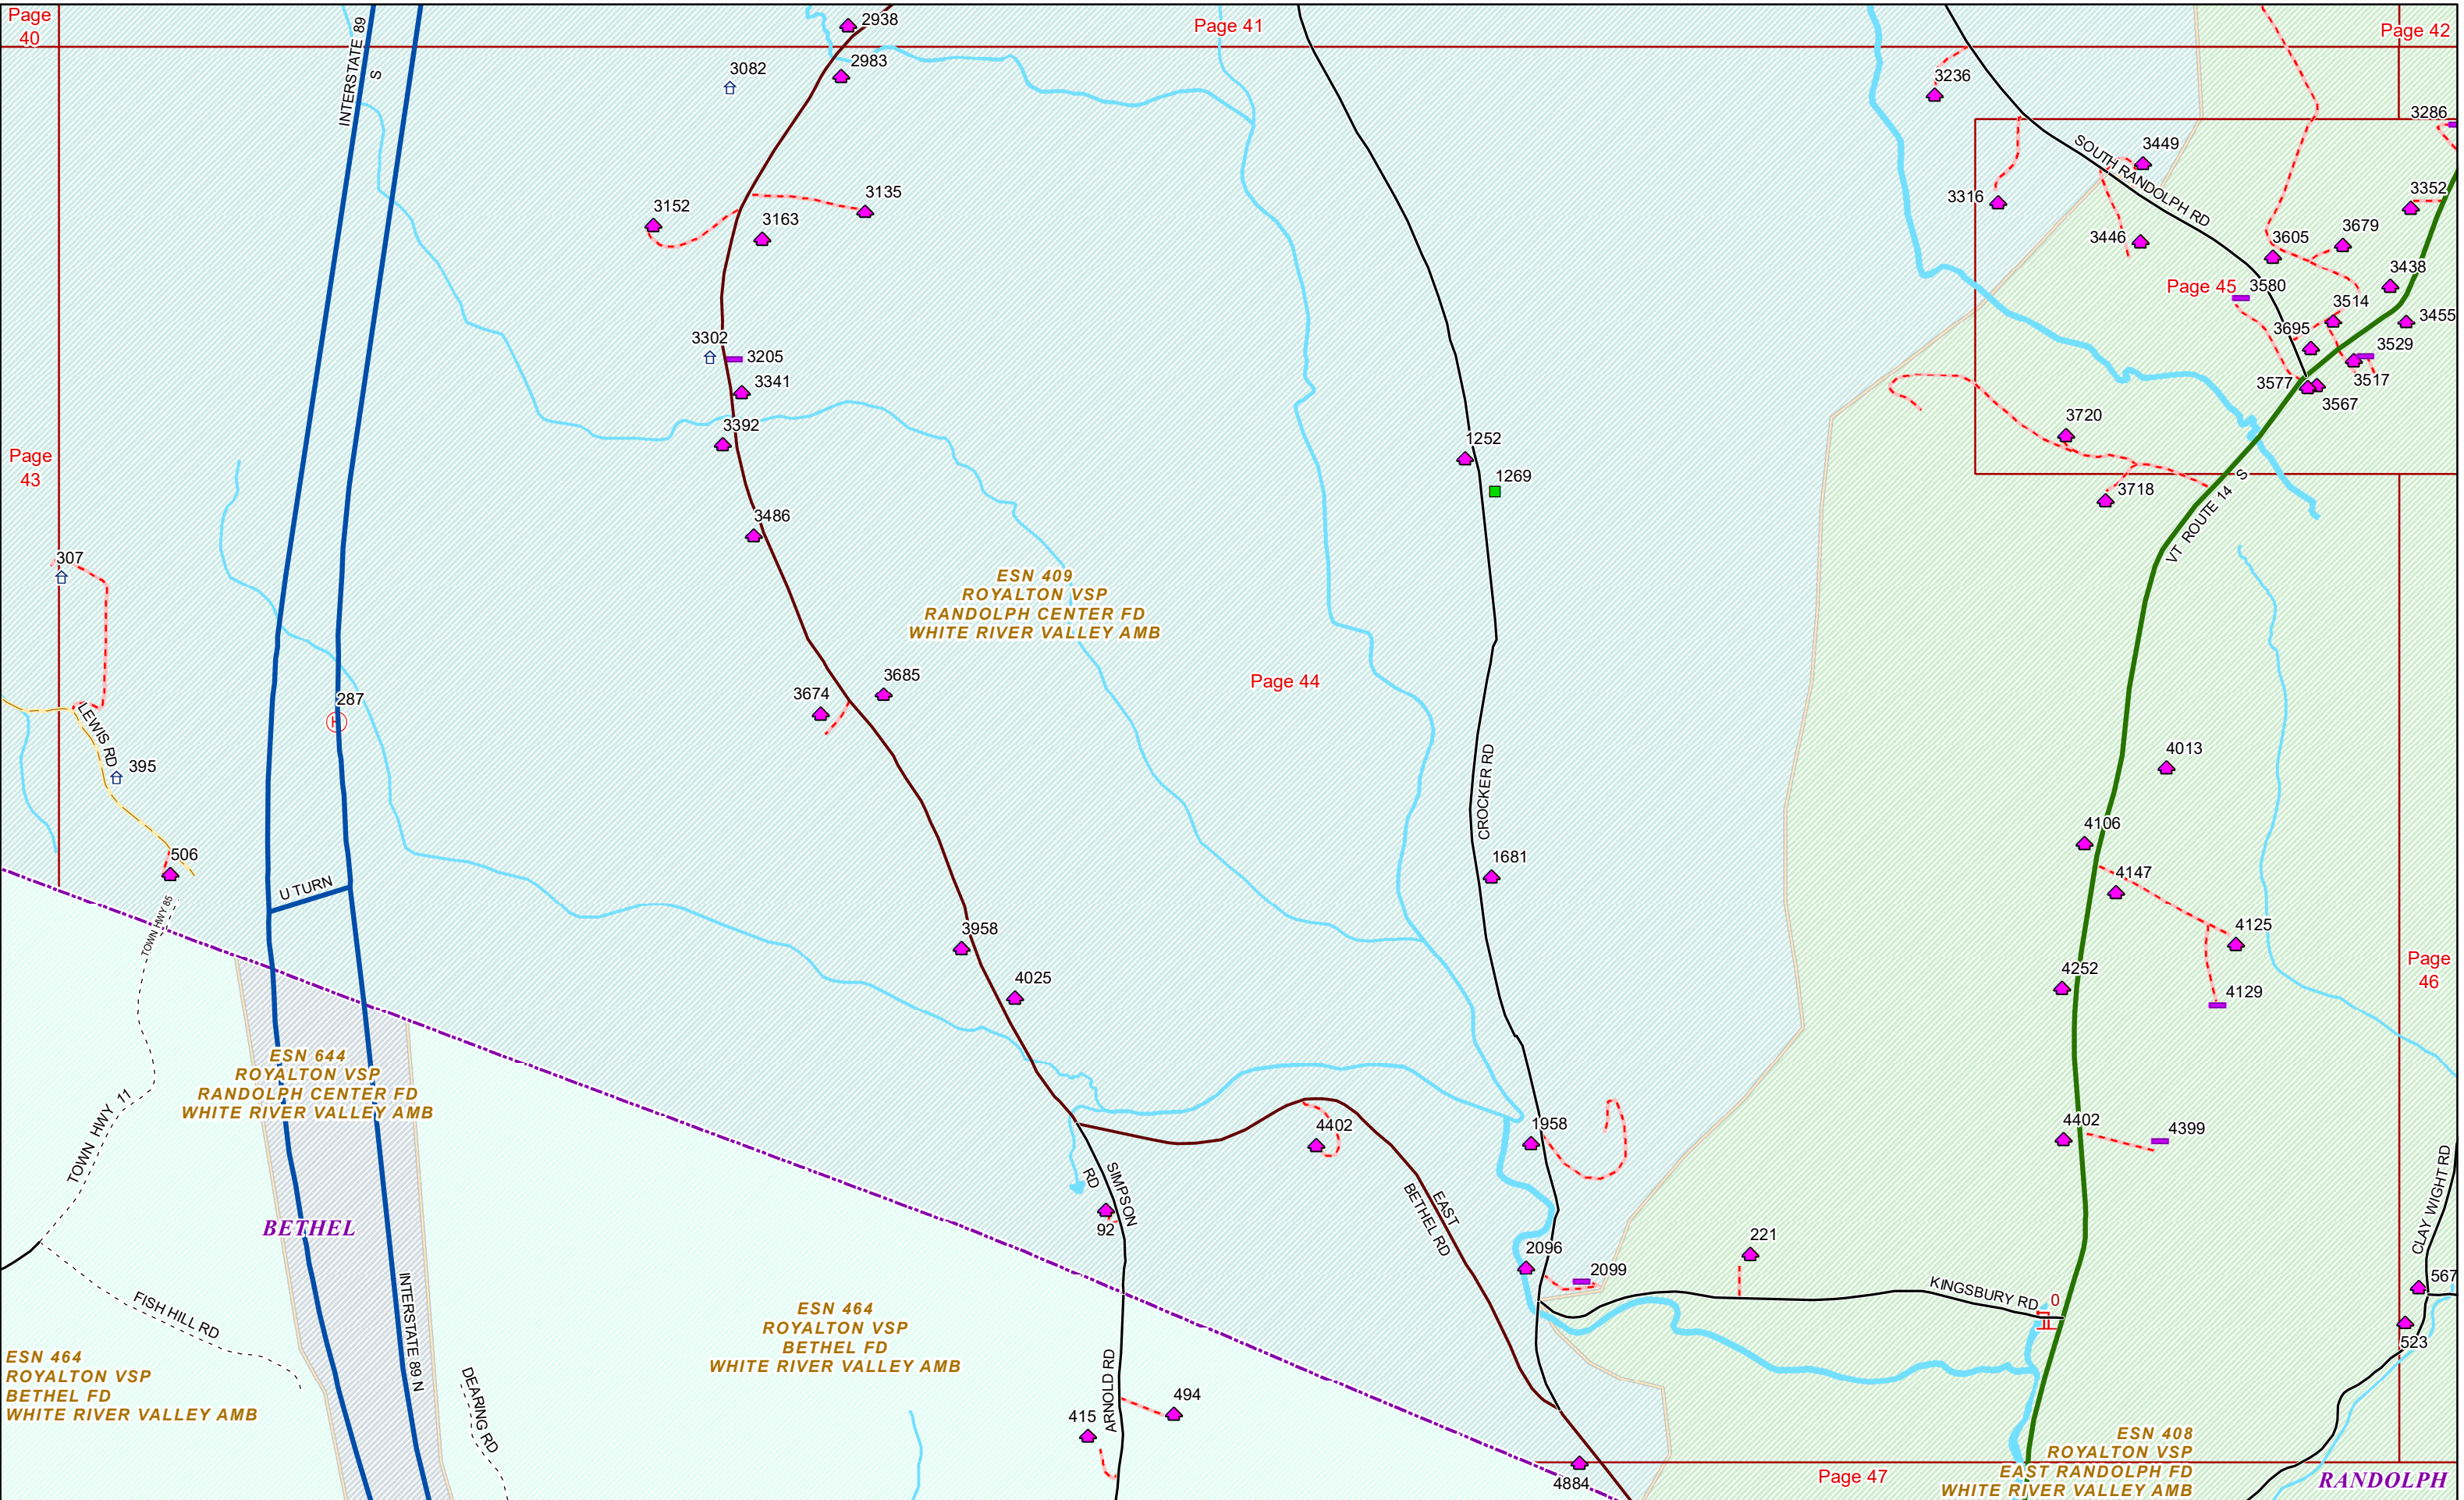 Page
40
INTERSTATE 89
S
2938
Page 41
Page 42
2983
3082
3236
3286
3449
SOUTH RANDOLPH RD
3352
3316
3135
3152
3163
3446
3605
3679
3438
Page 45
3580
3514
3455
3695
3529
3302
3205
3341
3577
3517
3567
3392
3720
1252
Page
43
1269
3718
VT ROUTE 14 S
3486
307
ESN 409
ROYALTON VSP
RANDOLPH CENTER FD
WHITE RIVER VALLEY AMB
Page 44
3685
3674
287
H
LEWIS RD
395
4013
CROCKER RD
4106
506
1681
4147
U TURN
TOWN HWY 85
4125
3958
4252
Page
46
4025
4129
ESN 644
ROYALTON VSP
RANDOLPH CENTER FD
WHITE RIVER VALLEY AMB
TOWN HWY 11
4402
1958
4402
4399
SIMPSON
RD
92
EAST
BETHEL RD
CLAY WIGHT RD
BETHEL
221
2096
2099
567
KINGSBURY RD
0
INTERSTATE 89 N
FISH HILL RD
ESN 464
ROYALTON VSP
BETHEL FD
WHITE RIVER VALLEY AMB
523
ESN 464
ROYALTON VSP
BETHEL FD
WHITE RIVER VALLEY AMB
DEARING RD
ARNOLD RD
494
415
ESN 408
ROYALTON VSP
EAST RANDOLPH FD
WHITE RIVER VALLEY AMB
4884
Page 47
RANDOLPH